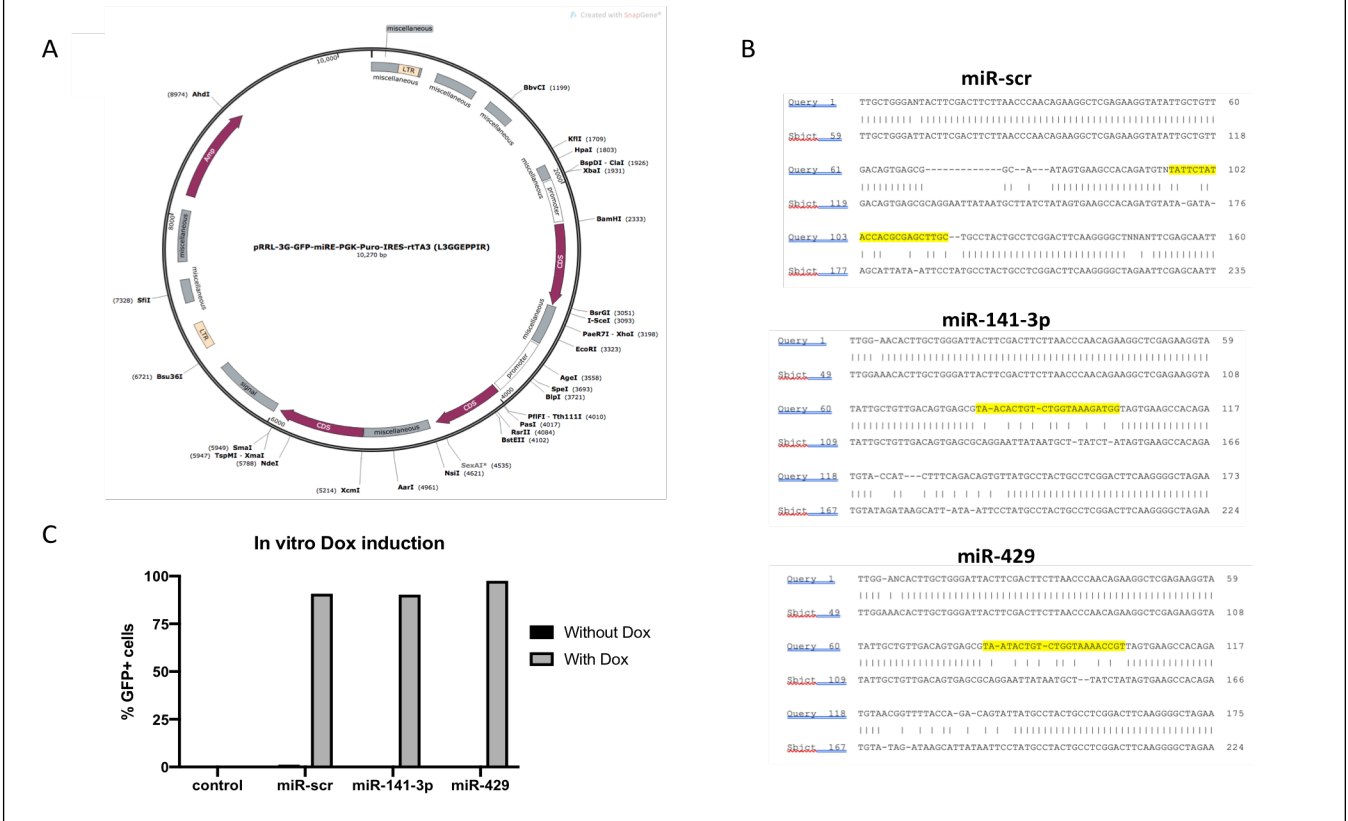 A
Created with SnapGene®
miscellaneous
10,000
LTR
miscellaneous
miscellaneous
miscellaneous
BbvCI (1199)
(8974) AhdI
KflI (1709)
HpaI (1803)
BspDI - ClaI (1926)
XbaI (1931)
2000
miscellaneous
promoter
Amp
BamHI (2333)
8000
miscellaneous
pRRL-3G-GFP-miRE-PGK-Puro-IRES-rtTA3 (L3GGEPPIR)
10,270 bp
CDS
miscellaneous
(7328) SfiI
BsrGI (3051)
I-SceI (3093)
PaeR7I - XhoI (3198)
miscellaneous
EcoRI (3323)
LTR
(6721) Bsu36I
promoter
AgeI (3558)
SpeI (3693)
BlpI (3721)
4000
signal
6000
CDS
CDS
miscellaneous
PflFI - Tth111I (4010)
PasI (4017)
RsrII (4084)
BstEII (4102)
(5949) SmaI
(5947) TspMI - XmaI
(5788) NdeI
SexAI* (4535)
NsiI (4621)
AarI (4961)
(5214) XcmI
B
miR-scr
Query 1 TTGCTGGGANTACTTCGACTTCTTAACCCAACAGAAGGCTCGAGAAGGTATATTGCTGTT 60
Sbjct 59 TTGCTGGGATTACTTCGACTTCTTAACCCAACAGAAGGCTCGAGAAGGTATATTGCTGTT 118
Query 61 GACAGTGAGCG-------------GC--A---ATAGTGAAGCCACAGATGTNTATTCTAT 102
Sbjct 119 GACAGTGAGCGCAGGAATTATAATGCTTATCTATAGTGAAGCCACAGATGTATA-GATA- 176
Query 103 ACCACGCGAGCTTGC--TGCCTACTGCCTCGGACTTCAAGGGGCTNNANTTCGAGCAATT 160
Sbjct 177 AGCATTATA-ATTCCTATGCCTACTGCCTCGGACTTCAAGGGGCTAGAATTCGAGCAATT 235
miR-141-3p
Query 1 TTGG-AACACTTGCTGGGATTACTTCGACTTCTTAACCCAACAGAAGGCTCGAGAAGGTA 59
Sbjct 49 TTGGAAACACTTGCTGGGATTACTTCGACTTCTTAACCCAACAGAAGGCTCGAGAAGGTA 108
Query 60 TATTGCTGTTGACAGTGAGCGTA-ACACTGT-CTGGTAAAGATGGTAGTGAAGCCACAGA 117
Sbjct 109 TATTGCTGTTGACAGTGAGCGCAGGAATTATAATGCT-TATCT-ATAGTGAAGCCACAGA 166
Query 118 TGTA-CCAT---CTTTCAGACAGTGTTATGCCTACTGCCTCGGACTTCAAGGGGCTAGAA 173
Sbjct 167 TGTATAGATAAGCATT-ATA-ATTCCTATGCCTACTGCCTCGGACTTCAAGGGGCTAGAA 224
miR-429
Query 1 TTGG-ANCACTTGCTGGGATTACTTCGACTTCTTAACCCAACAGAAGGCTCGAGAAGGTA 59
Sbjct 49 TTGGAAACACTTGCTGGGATTACTTCGACTTCTTAACCCAACAGAAGGCTCGAGAAGGTA 108
Query 60 TATTGCTGTTGACAGTGAGCGTA-ATACTGT-CTGGTAAAACCGTTAGTGAAGCCACAGA 117
Sbjct 109 TATTGCTGTTGACAGTGAGCGCAGGAATTATAATGCT--TATCTATAGTGAAGCCACAGA 166
Query 118 TGTAACGGTTTTACCA-GA-CAGTATTATGCCTACTGCCTCGGACTTCAAGGGGCTAGAA 175
Sbjct 167 TGTA-TAG-ATAAGCATTATAATTCCTATGCCTACTGCCTCGGACTTCAAGGGGCTAGAA 224
C
In vitro Dox induction
% GFP+ cells
100
75
50
25
0
control miR-scr miR-141-3p miR-429
Without Dox
With Dox